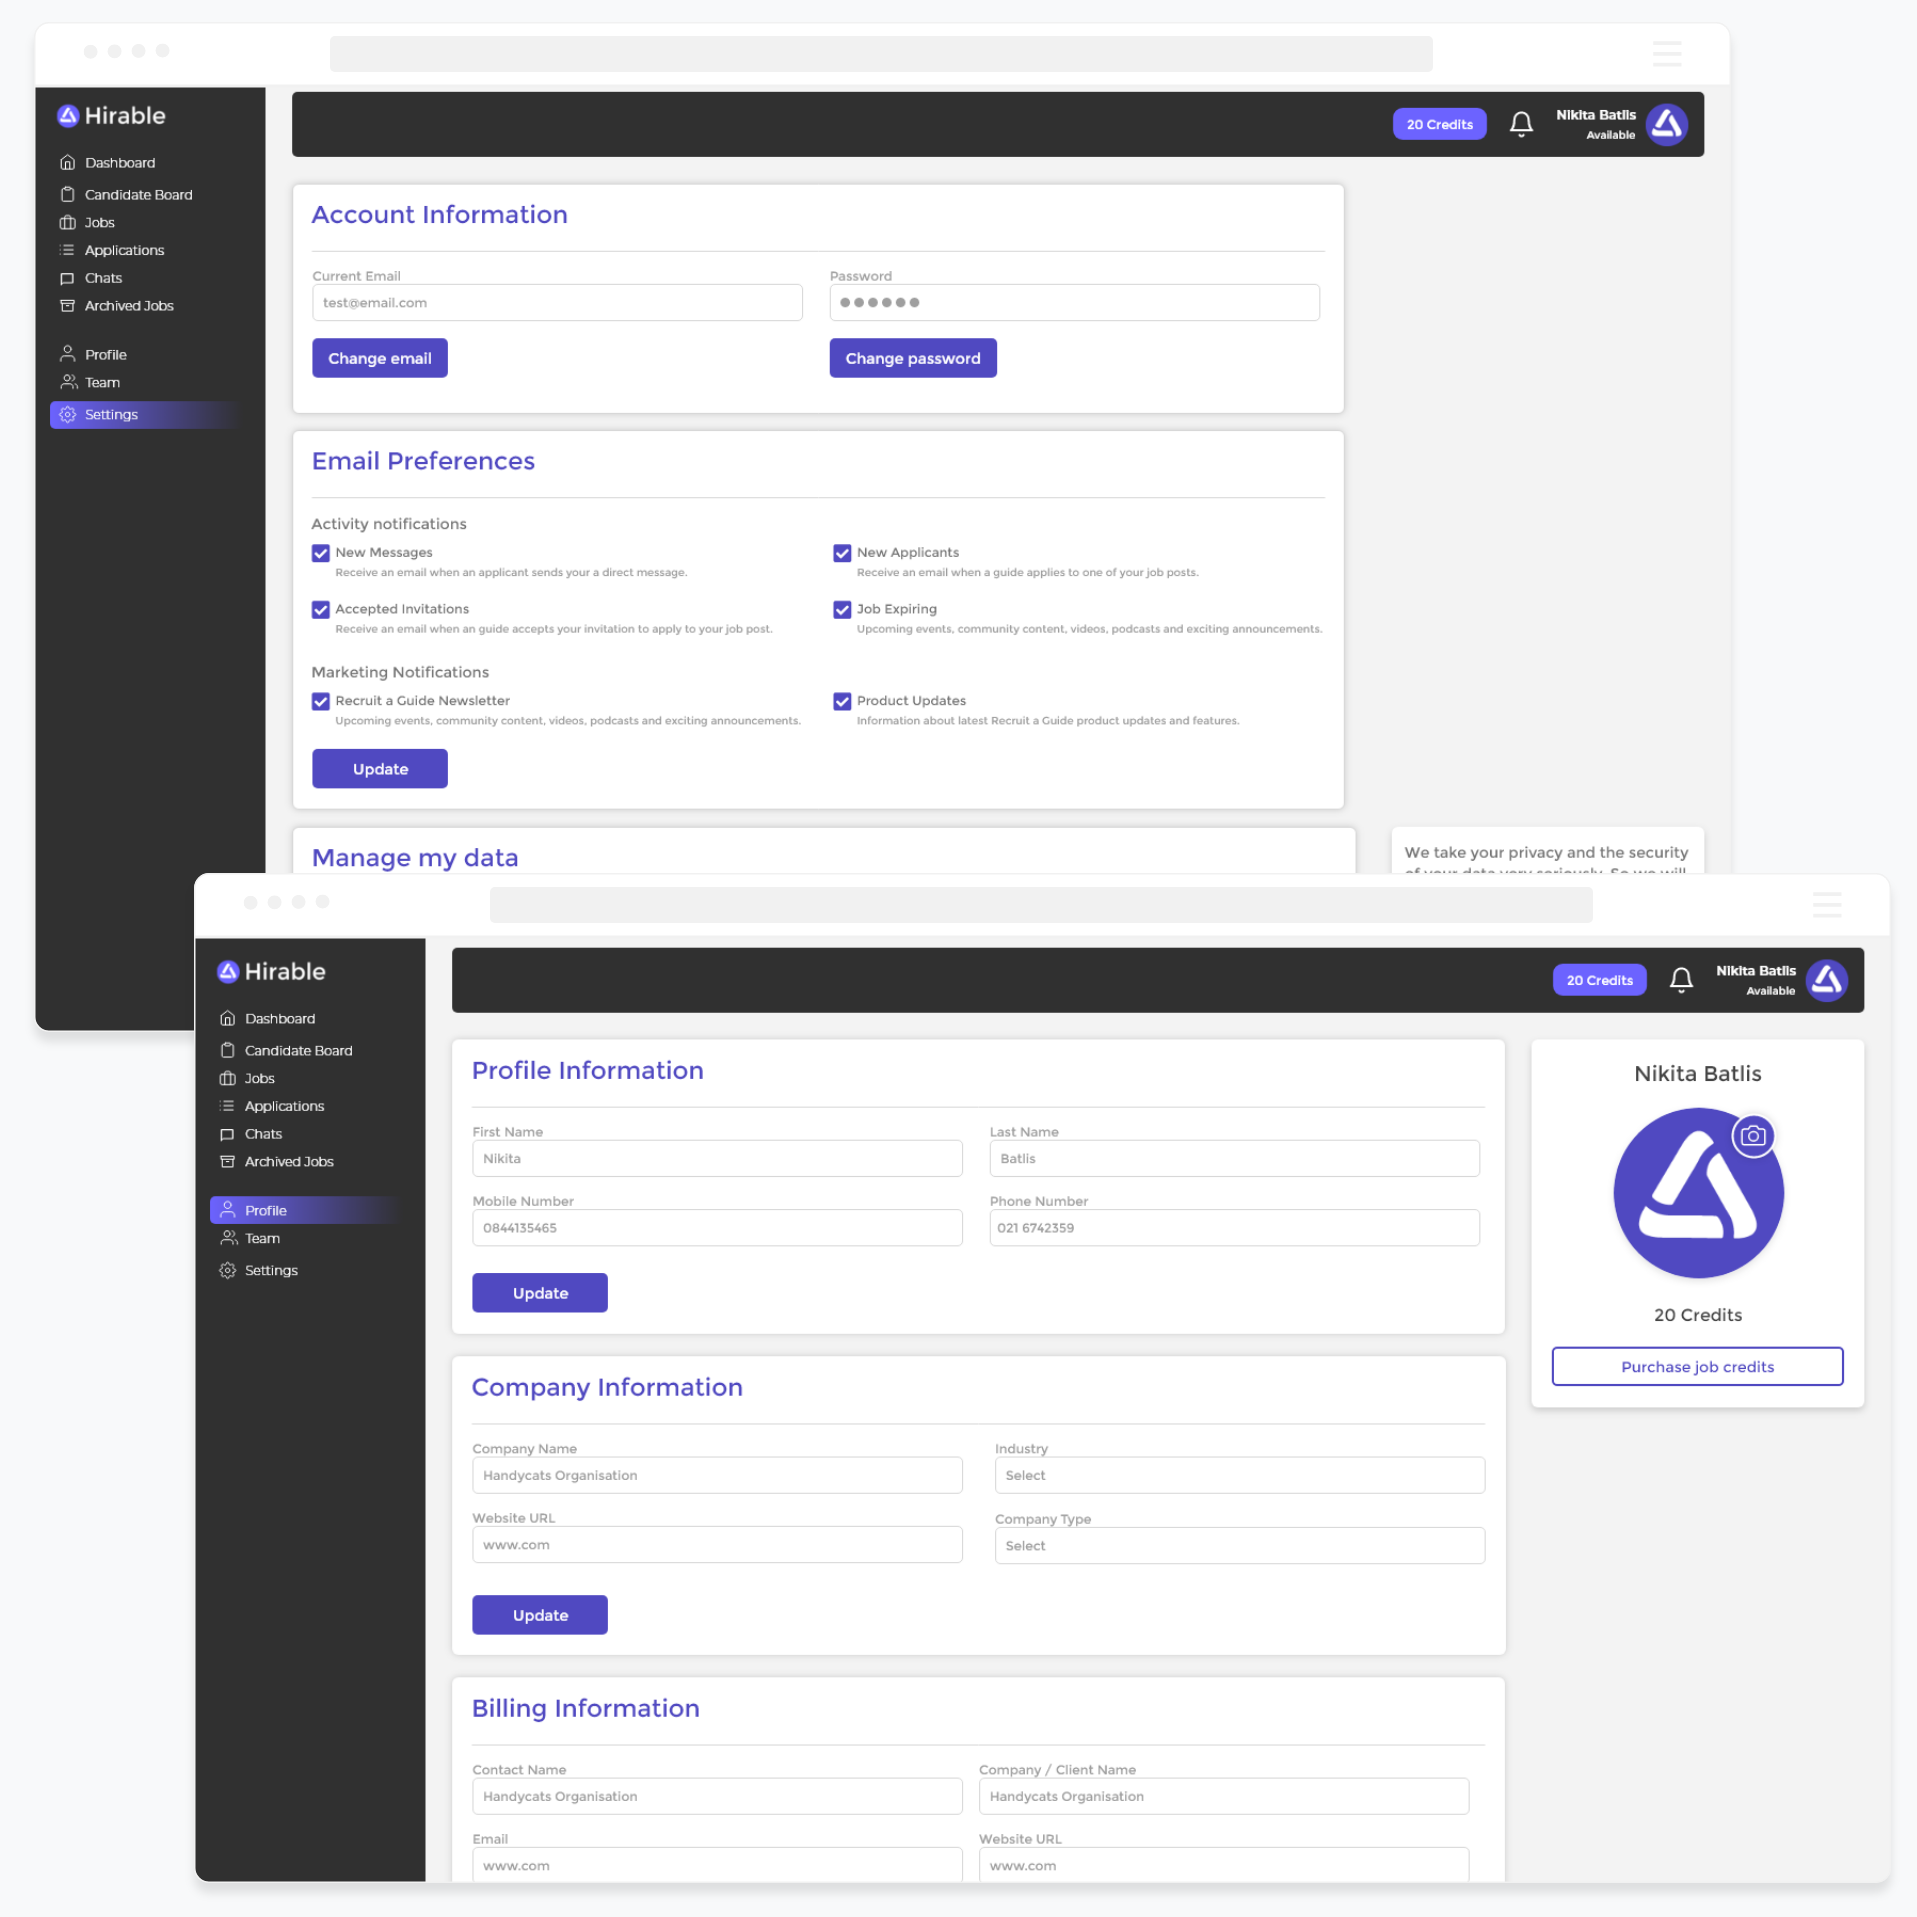 Hirable
20 Credits
Nikita Batlis
Available
Dashboard
Candidate Board
Jobs
Applications
Chats
Archived Jobs
Profile
Team
Settings
Account Information
Current Email
Password
test@email.com
Change email
Change password
Email Preferences
Activity notifications
New Messages
Receive an email when an applicant sends your a direct message.
New Applicants
Receive an email when a guide applies to one of your job posts.
Accepted Invitations
Receive an email when an guide accepts your invitation to apply to your job post.
Job Expiring
Upcoming events, community content, videos, podcasts and exciting announcements.
Marketing Notifications
Recruit a Guide Newsletter
Upcoming events, community content, videos, podcasts and exciting announcements.
Product Updates
Information about latest Recruit a Guide product updates and features.
Update
Manage my data
We take your privacy and the security
of your data very seriously. So we will
Hirable
20 Credits
Nikita Batlis
Available
Dashboard
Candidate Board
Jobs
Applications
Chats
Archived Jobs
Profile
Team
Settings
Profile Information
First Name
Last Name
Nikita
Batlis
Mobile Number
Phone Number
0844135465
021 6742359
Update
Nikita Batlis
20 Credits
Purchase job credits
Company Information
Company Name
Industry
Handycats Organisation
Select
Website URL
Company Type
www.com
Select
Update
Billing Information
Contact Name
Company / Client Name
Handycats Organisation
Handycats Organisation
Email
Website URL
www.com
www.com